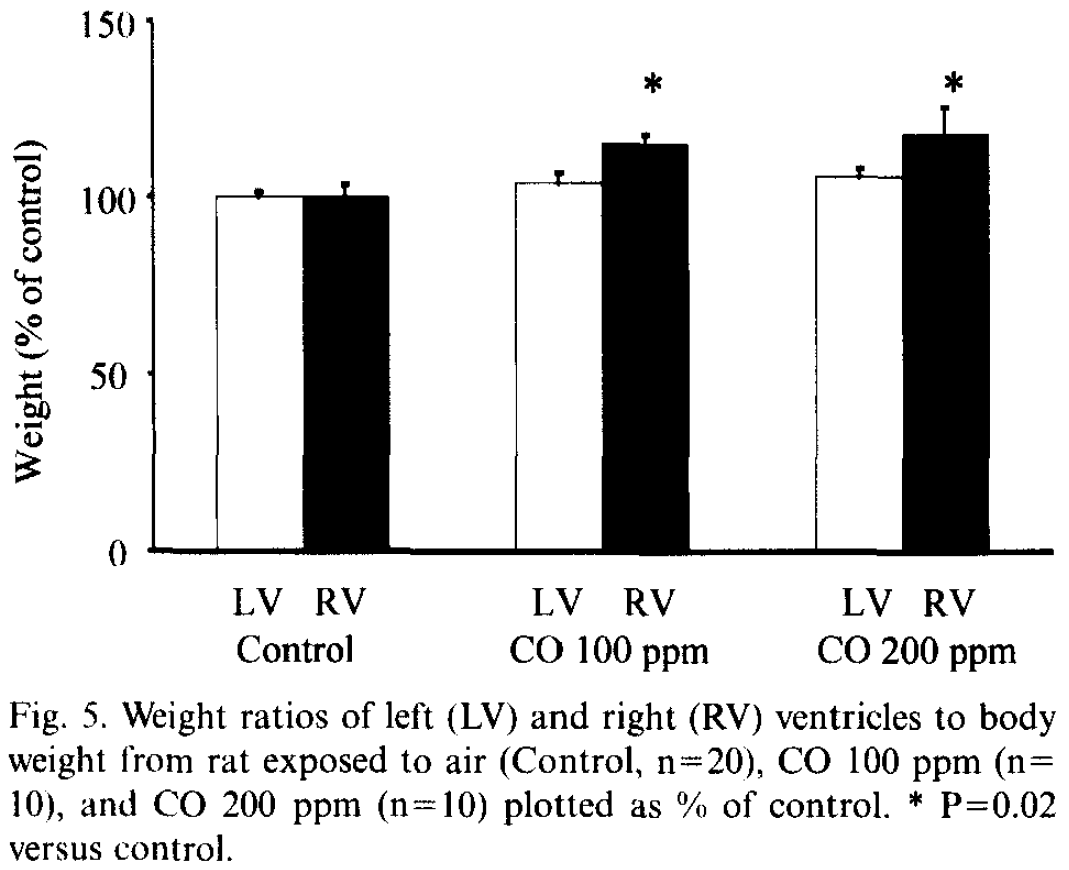 150
*
*
100
50
0
Weight (% of control)
LV RV LV RV LV RV
Control CO 100 ppm CO 200 ppm
Fig. 5. Weight ratios of left (LV) and right (RV) ventricles to body
weight from rat exposed to air (Control, n=20), CO 100 ppm (n=
10), and CO 200 ppm (n=10) plotted as % of control. * P=0.02
versus control.